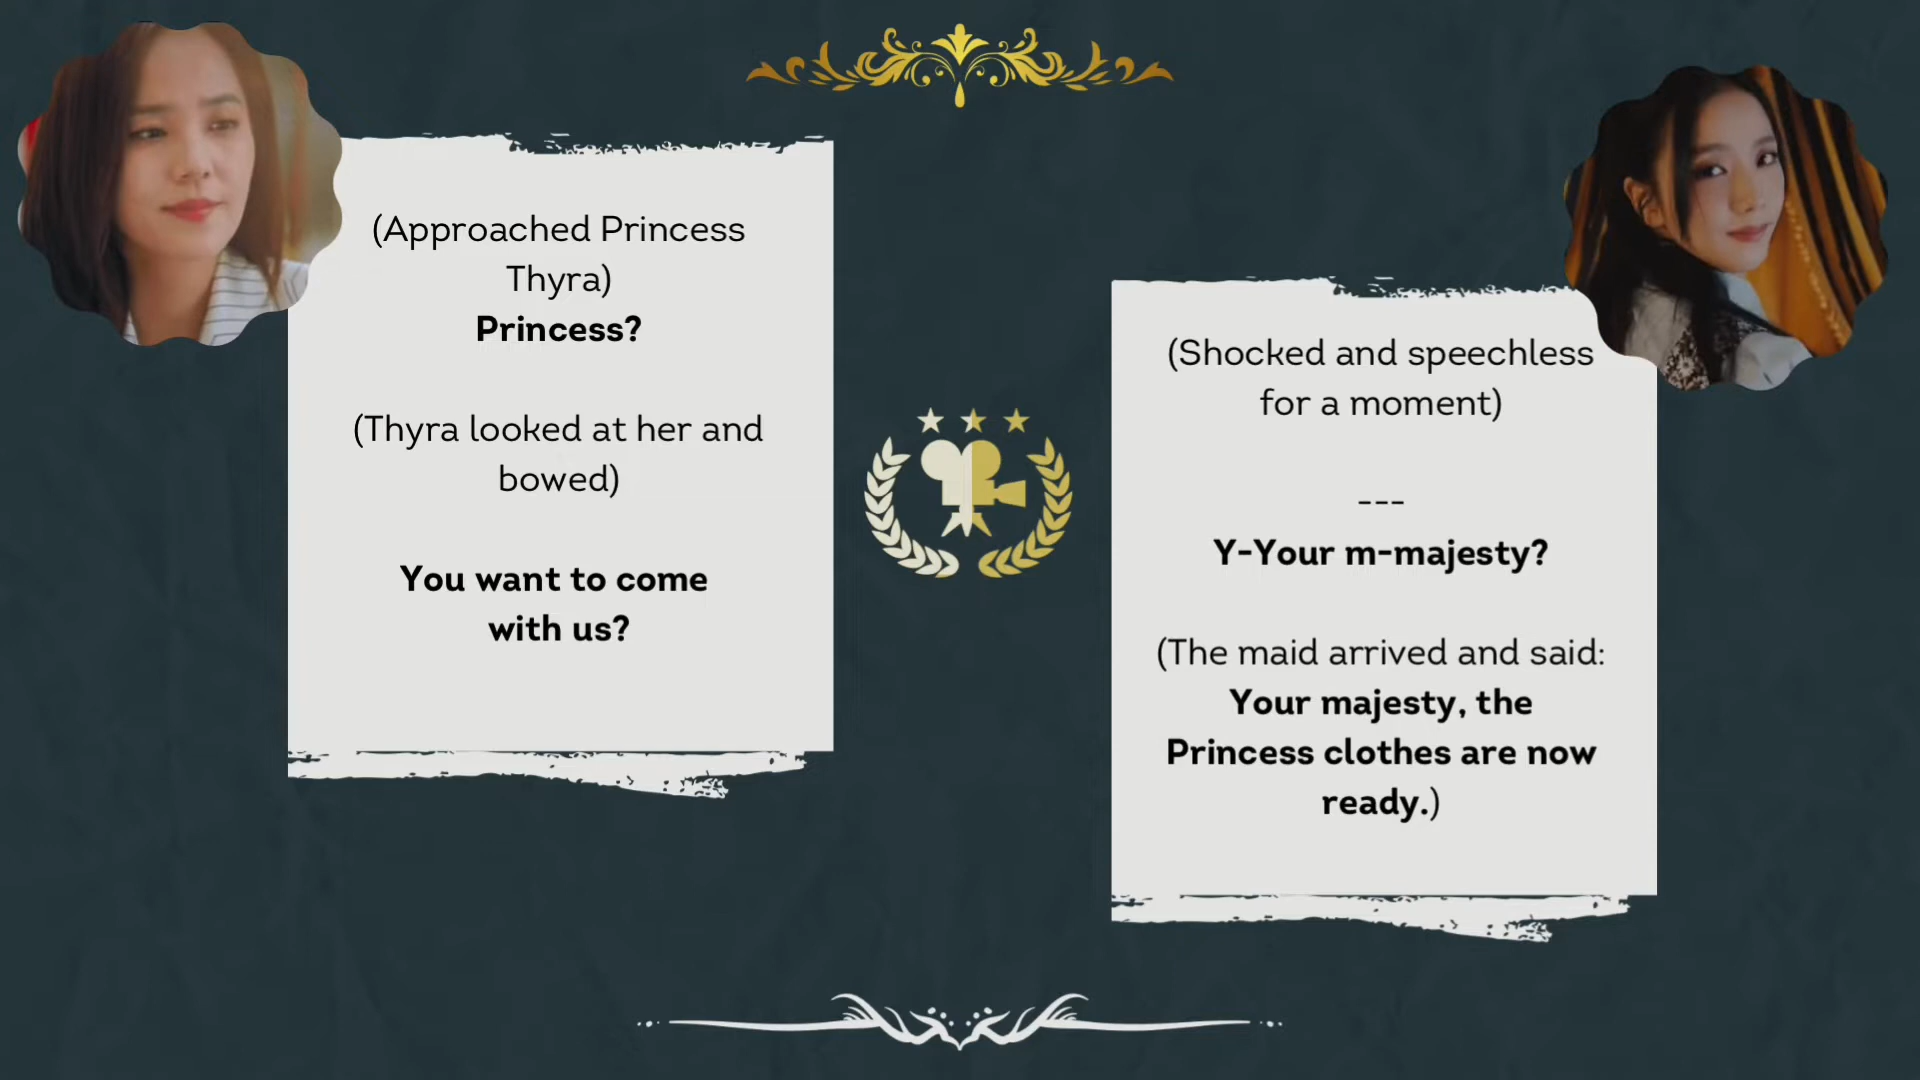 (Approached Princess
Thyra)
Princess?
(Thyra looked at her and
bowed)
You want to come
with us?
(Shocked and speechless
for a moment)
---
Y-Your m-majesty?
(The maid arrived and said:
Your majesty, the
Princess clothes are now
ready.)